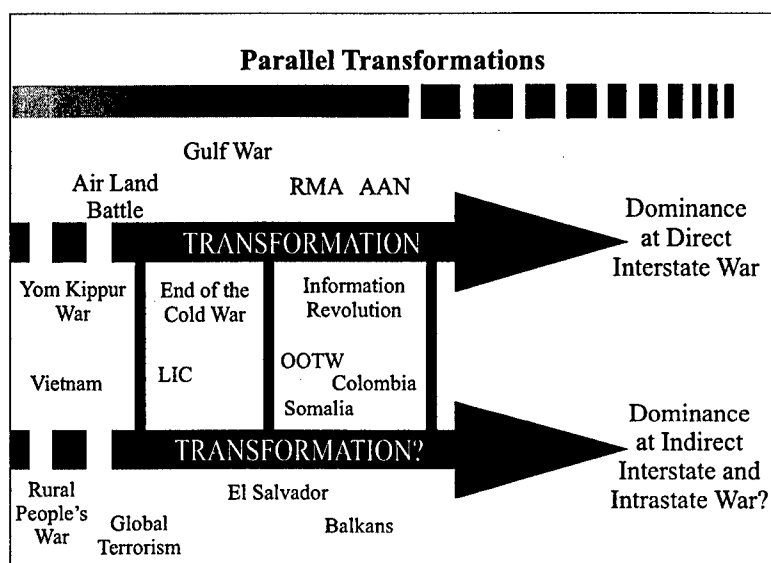 Parallel Transformations
Gulf War
Air Land
Battle
RMA AAN
TRANSFORMATION
Dominance
at Direct
Interstate War
Yom Kippur
War
End of the
Cold War
Information
Revolution
Vietnam
LIC
OOTW
Colombia
Somalia
TRANSFORMATION?
Dominance
at Indirect
Interstate and
Intrastate War?
Rural
People's
War
Global
Terrorism
El Salvador
Balkans